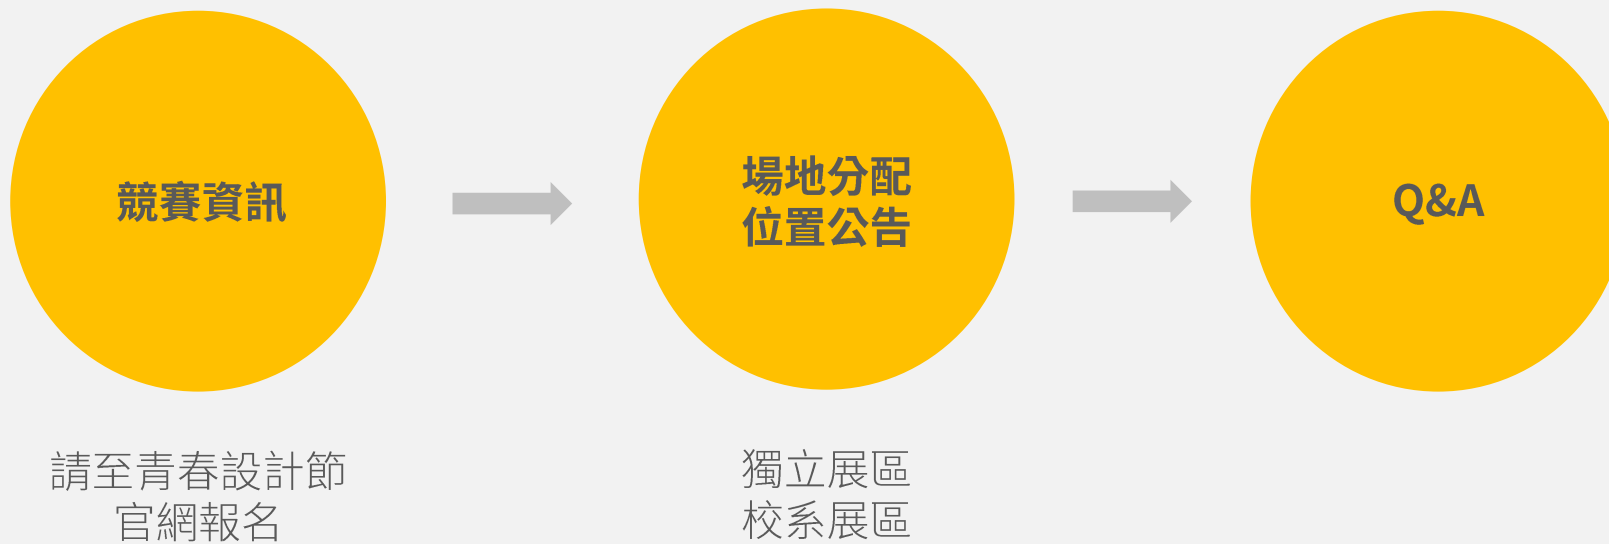 競賽資訊
場地分配
位置公告
Q&A
請至青春設計節
官網報名
獨立展區
校系展區